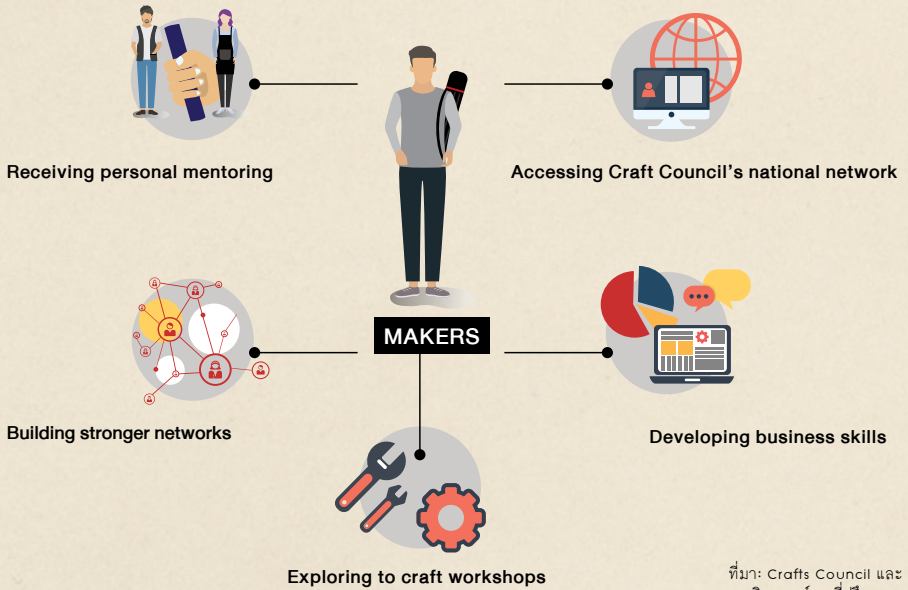 Receiving personal mentoring
Accessing Craft Council's national network
MAKERS
Building stronger networks
Developing business skills
Exploring to craft workshops
ที่มา: Crafts Council และ